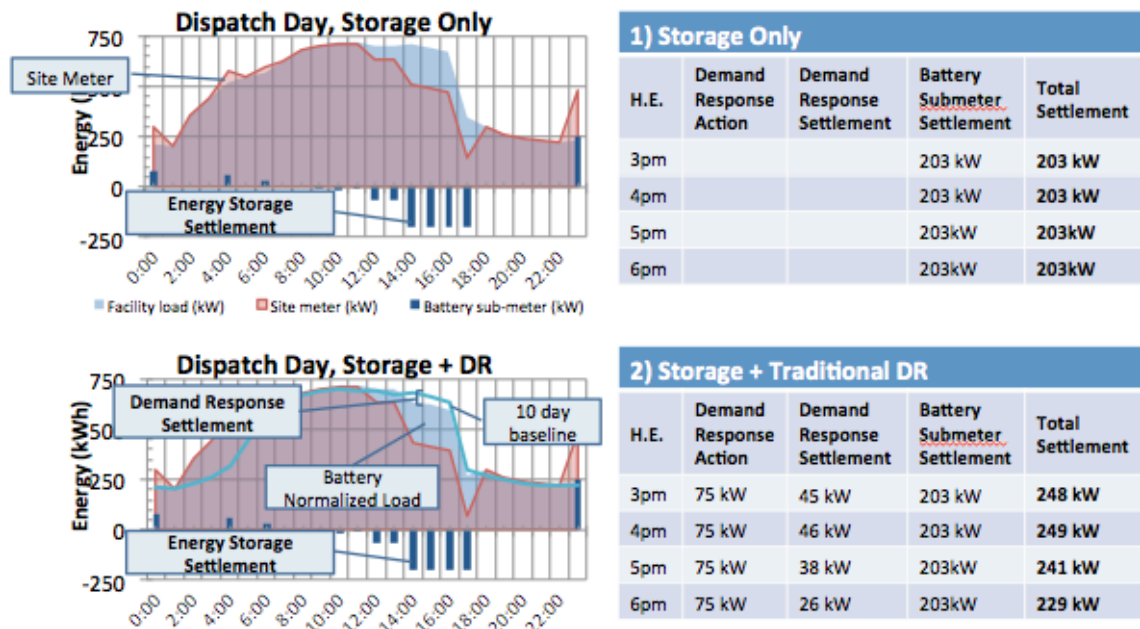 Dispatch Day, Storage Only
750
Site Meter
250
0
-250
Energy Storage
Settlement
0:00 2:00 4:00 6:00 8:00 10:00 12:00 14:00 16:00 18:00 20:00 22:00
Facility load (kW) Site meter (kW) Battery sub-meter (kW)
1) Storage Only
H.E. Demand Response Action Demand Response Settlement Battery Submeter Settlement Total Settlement
3pm 203 kW 203 kW
4pm 203 kW 203 kW
5pm 203kW 203kW
6pm 203kW 203kW
Dispatch Day, Storage + DR
Energy (kWh)
750
Demand Response
Settlement
10 day
baseline
250
Battery
Normalized Load
0
Energy Storage
Settlement
-250
0:00 2:00 4:00 6:00 8:00 10:00 12:00 14:00 16:00 18:00 20:00 22:00
2) Storage + Traditional DR
H.E. Demand Response Action Demand Response Settlement Battery Submeter Settlement Total Settlement
3pm 75 kW 45 kW 203 kW 248 kW
4pm 75 kW 46 kW 203 kW 249 kW
5pm 75 kW 38 kW 203kW 241 kW
6pm 75 kW 26 kW 203kW 229 kW